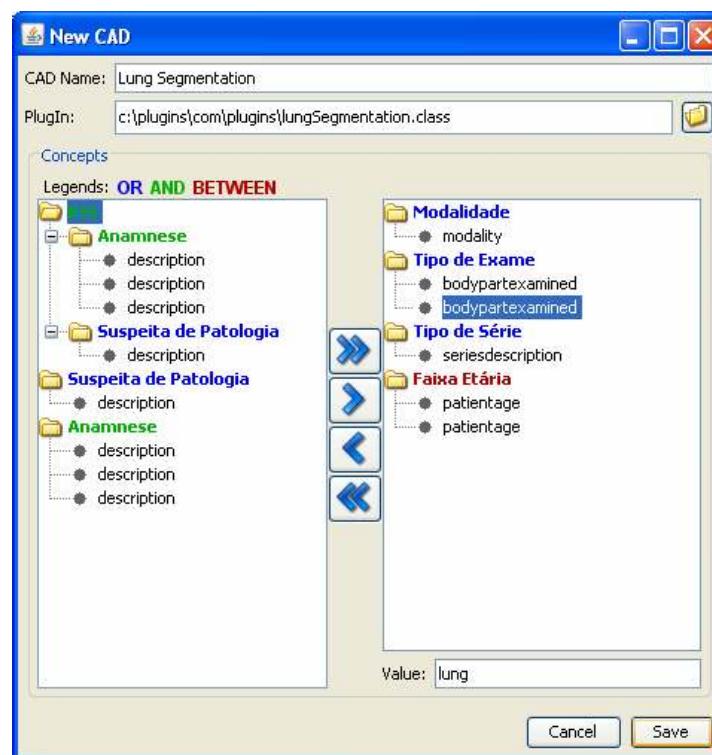 New CAD
CAD Name: Lung Segmentation
PlugIn: c:\plugins\com\plugins\lungSegmentation.class
Concepts
Legends: OR AND BETWEEN
Anamnese
description
description
description
Suspeita de Patologia
description
Suspeita de Patologia
description
Anamnese
description
description
description
Modalidade
modality
Tipo de Exame
bodypartexamined
bodypartexamined
Tipo de Série
seriesdescription
Faixa Etária
patientage
patientage
Value: lung
Cancel Save